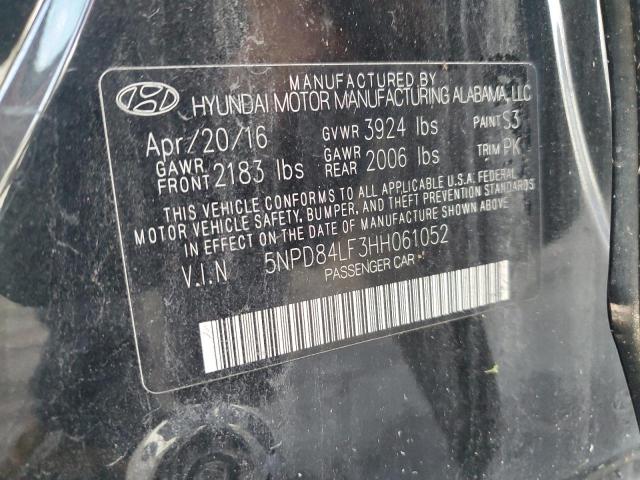 MANUFACTURED BY
HYUNDAI MOTOR MANUFACTURING ALABAMA, LLC
Apr/20/16 GVWR 3924 lbs PAINT S3
GAWR FRONT 2183 lbs GAWR REAR 2006 lbs TRIM PK
THIS VEHICLE CONFORMS TO ALL APPLICABLE U.S.A. FEDERAL
MOTOR VEHICLE SAFETY, BUMPER, AND THEFT PREVENTION STANDARDS
IN EFFECT ON THE DATE OF MANUFACTURE SHOWN ABOVE.
V.I.N 5NPD84LF3HH061052
PASSENGER CAR